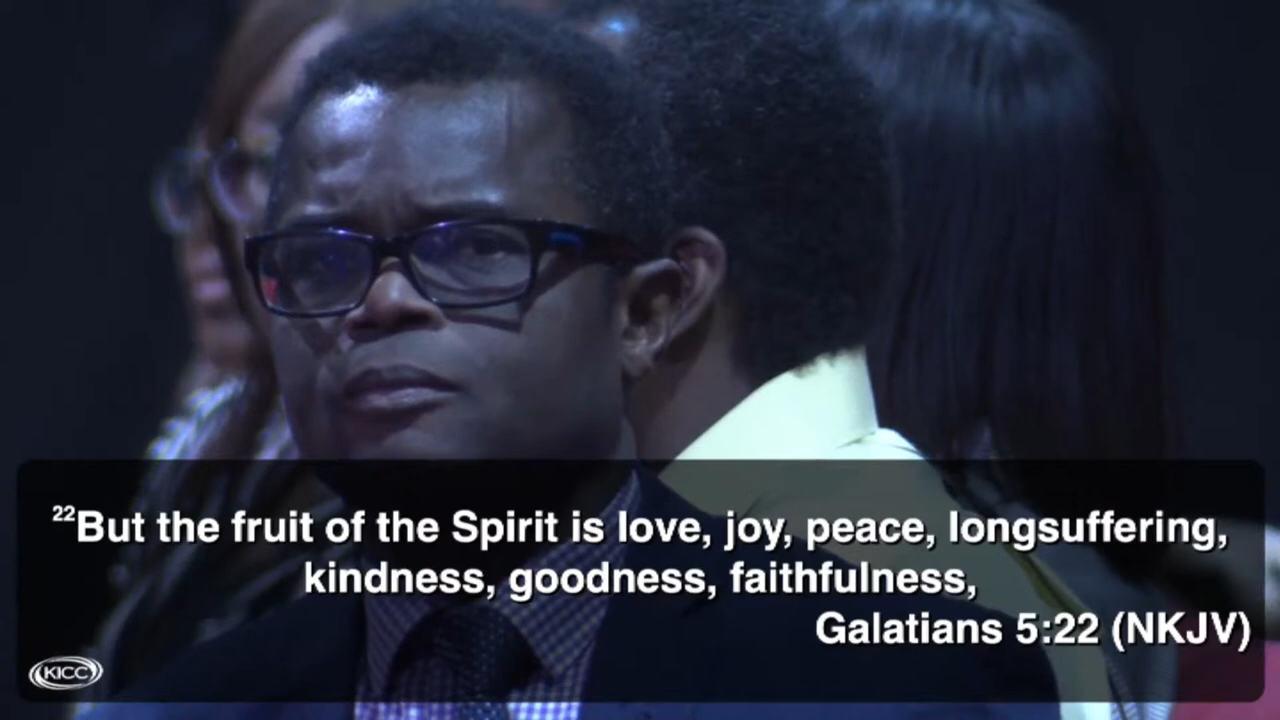 ²²But the fruit of the Spirit is love, joy, peace, longsuffering,
kindness, goodness, faithfulness,
Galatians 5:22 (NKJV)
KICC